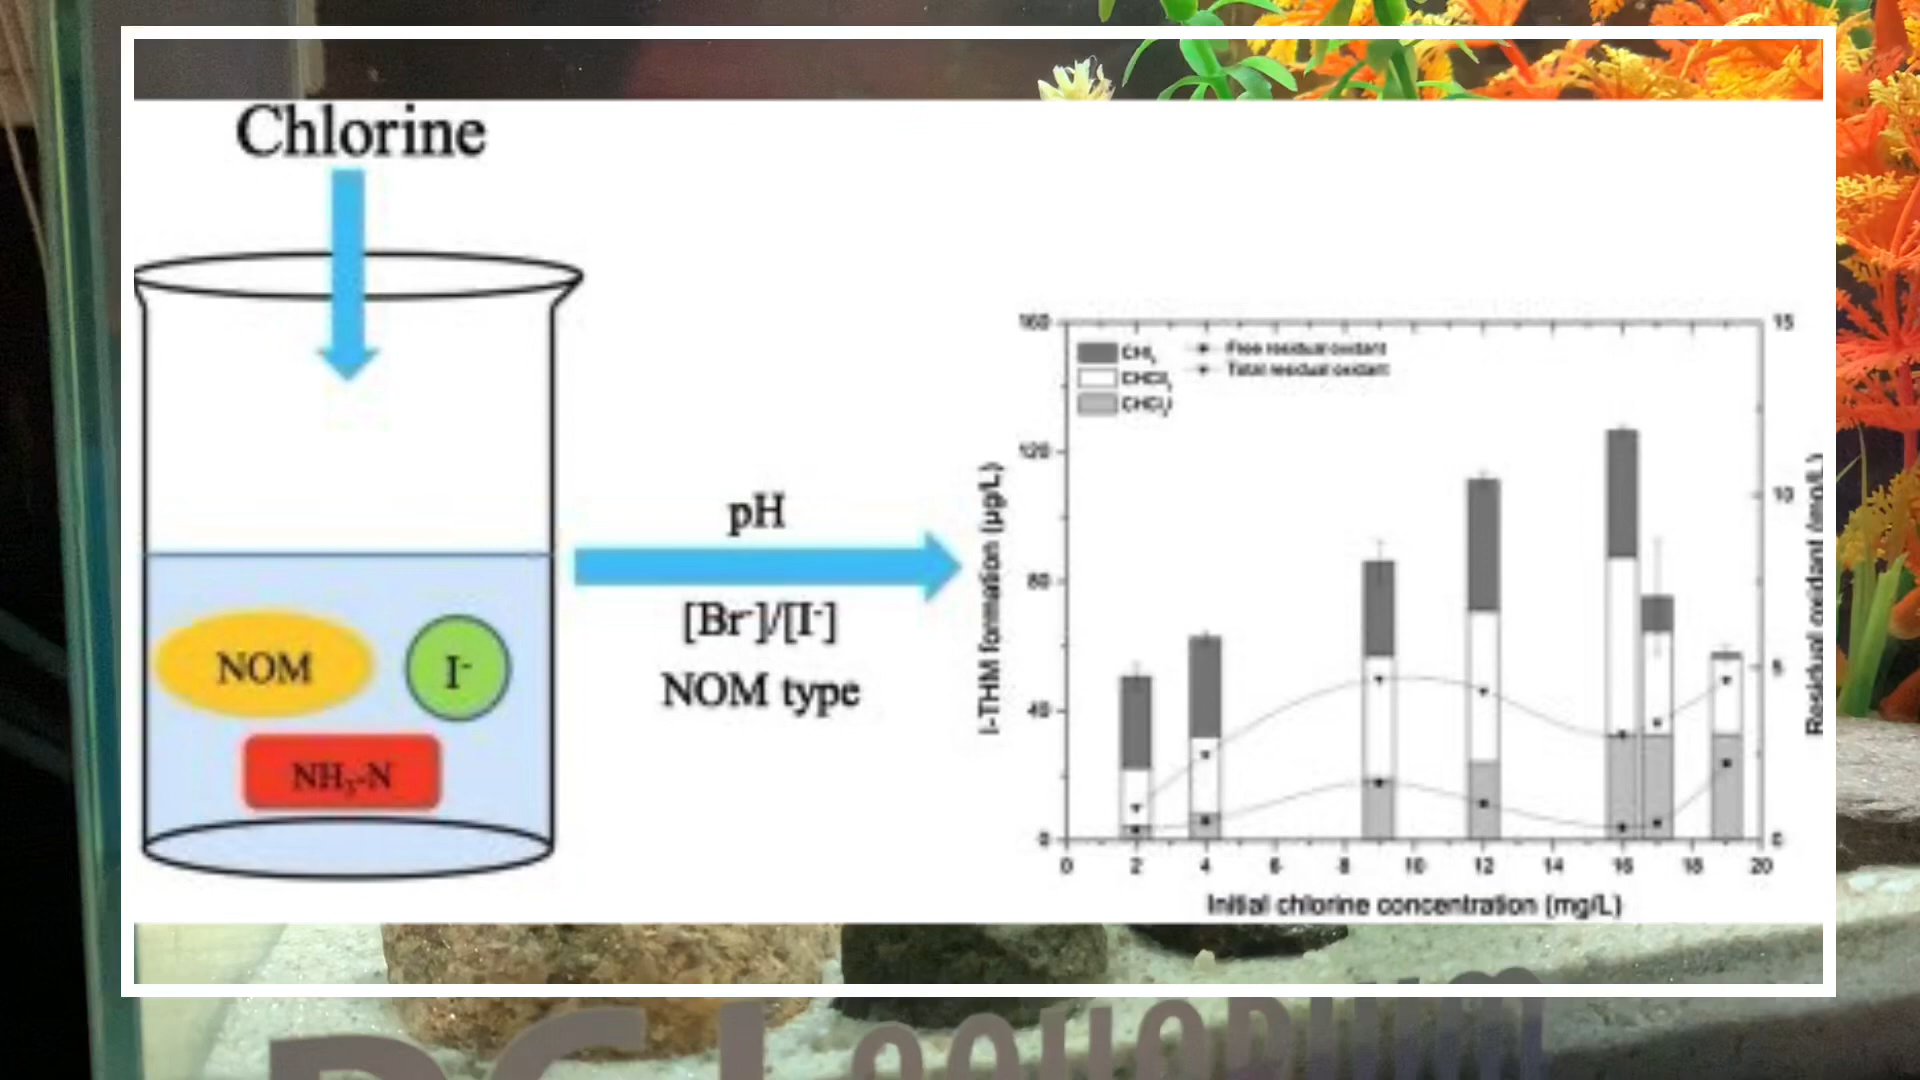 Chlorine
pH
[Br-]/[I-]
NOM type
NOM
I-
NH3-N
160
120
80
40
0
I-THM formation (µg/L)
CHI3
CHClI2
CHCl2I
Free residual oxidant
Total residual oxidant
15
10
5
0
Residual oxidant (mg/L)
0 2 4 6 8 10 12 14 16 18 20
Initial chlorine concentration (mg/L)
aquarium